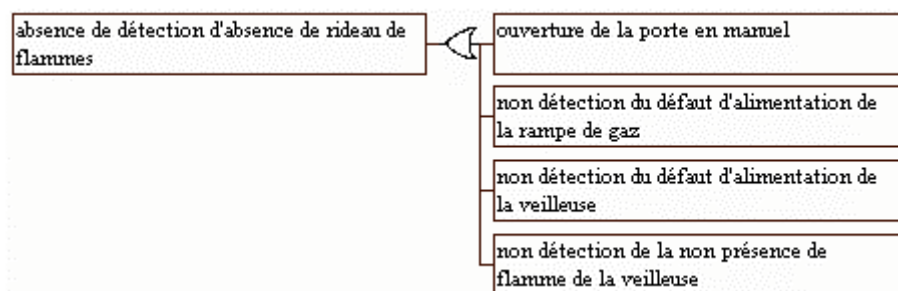 absence de détection d'absence de rideau de
flammes
ouverture de la porte en manuel
non détection du défaut d'alimentation de
la rampe de gaz
non détection du défaut d'alimentation de
la veilleuse
non détection de la non présence de
flamme de la veilleuse